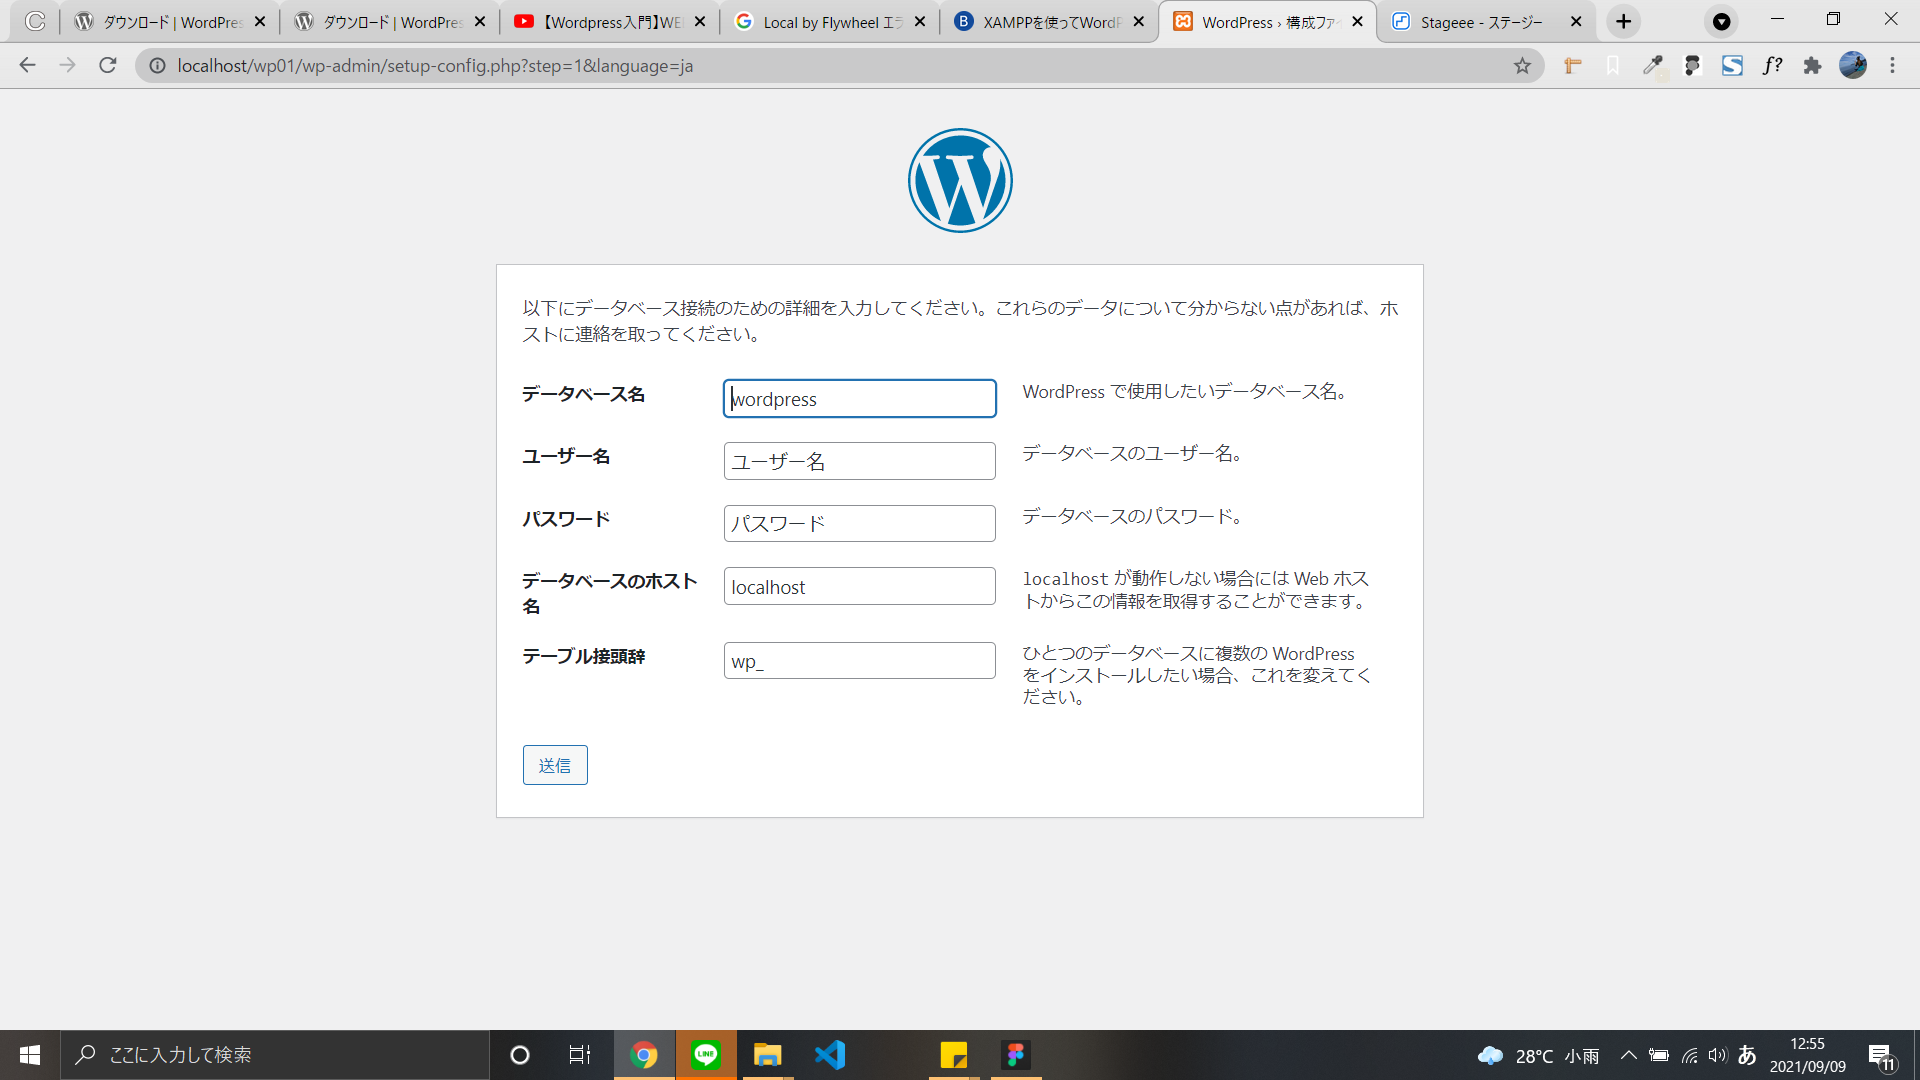 ダウンロード | WordPres
ダウンロード | WordPres
【Wordpress入門】WE
Local by Flywheel エラ
XAMPPを使ってWordP
WordPress › 構成ファイ
Stageee - ステージー
localhost/wp01/wp-admin/setup-config.php?step=1&language=ja
f?
以下にデータベース接続のための詳細を入力してください。これらのデータについて分からない点があれば、ホ
ストに連絡を取ってください。
データベース名
wordpress
WordPress で使用したいデータベース名。
ユーザー名
ユーザー名
データベースのユーザー名。
パスワード
パスワード
データベースのパスワード。
データベースのホスト
名
localhost
localhost が動作しない場合には Web ホス
トからこの情報を取得することができます。
テーブル接頭辞
wp_
ひとつのデータベースに複数の WordPress
をインストールしたい場合、これを変えてく
ださい。
送信
ここに入力して検索
LINE
28°C 小雨
あ
12:55
2021/09/09
11